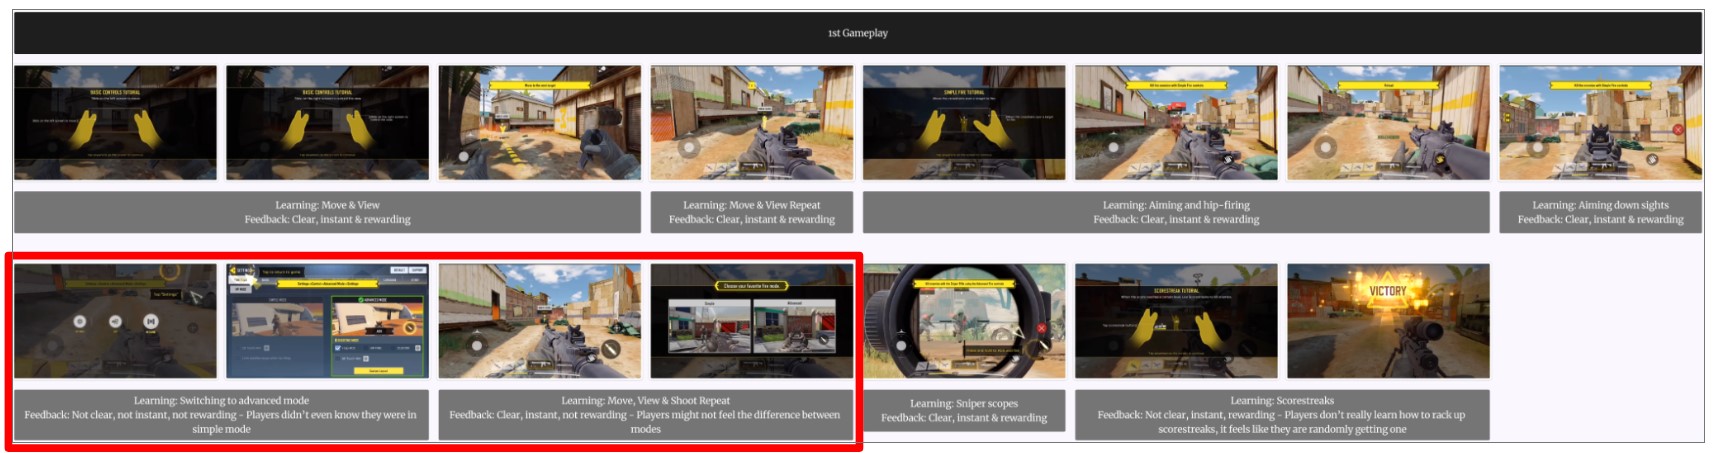 1st Gameplay
BASIC CONTROLS TUTORIAL
BASIC CONTROLS TUTORIAL
SIMPLE FIRE TUTORIAL
Learning: Move & View
Feedback: Clear, instant & rewarding
Learning: Move & View Repeat
Feedback: Clear, instant & rewarding
Learning: Aiming and hip-firing
Feedback: Clear, instant & rewarding
Learning: Aiming down sights
Feedback: Clear, instant & rewarding
Choose your favorite fire mode.
SCORESTREAK TUTORIAL
VICTORY
Learning: Switching to advanced mode
Feedback: Not clear, not instant, not rewarding - Players didn't even know they were in
simple mode
Learning: Move, View & Shoot Repeat
Feedback: Clear, instant, not rewarding - Players might not feel the difference between
modes
Learning: Sniper scopes
Feedback: Clear, instant & rewarding
Learning: Scorestreaks
Feedback: Not clear, instant, rewarding - Players don't really learn how to rack up
scorestreaks, it feels like they are randomly getting one